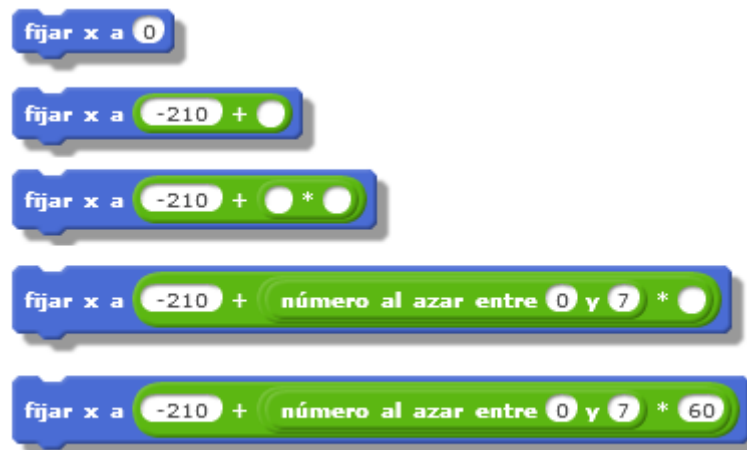 fijar x a 0
fijar x a -210 +
fijar x a -210 + *
fijar x a -210 + número al azar entre 0 y 7 *
fijar x a -210 + número al azar entre 0 y 7 * 60